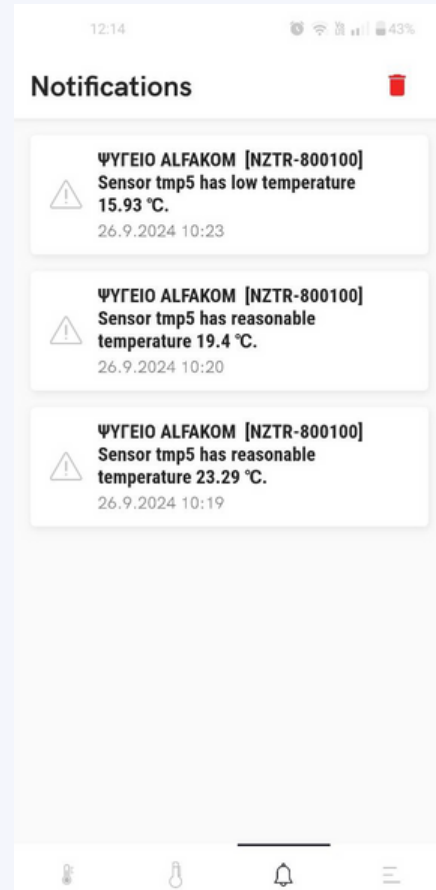 12:14 43%
Notifications
ΨΥΓΕΙΟ ALFAKOM [NZTR-800100]
Sensor tmp5 has low temperature
15.93 °C.
26.9.2024 10:23
ΨΥΓΕΙΟ ALFAKOM [NZTR-800100]
Sensor tmp5 has reasonable
temperature 19.4 °C.
26.9.2024 10:20
ΨΥΓΕΙΟ ALFAKOM [NZTR-800100]
Sensor tmp5 has reasonable
temperature 23.29 °C.
26.9.2024 10:19